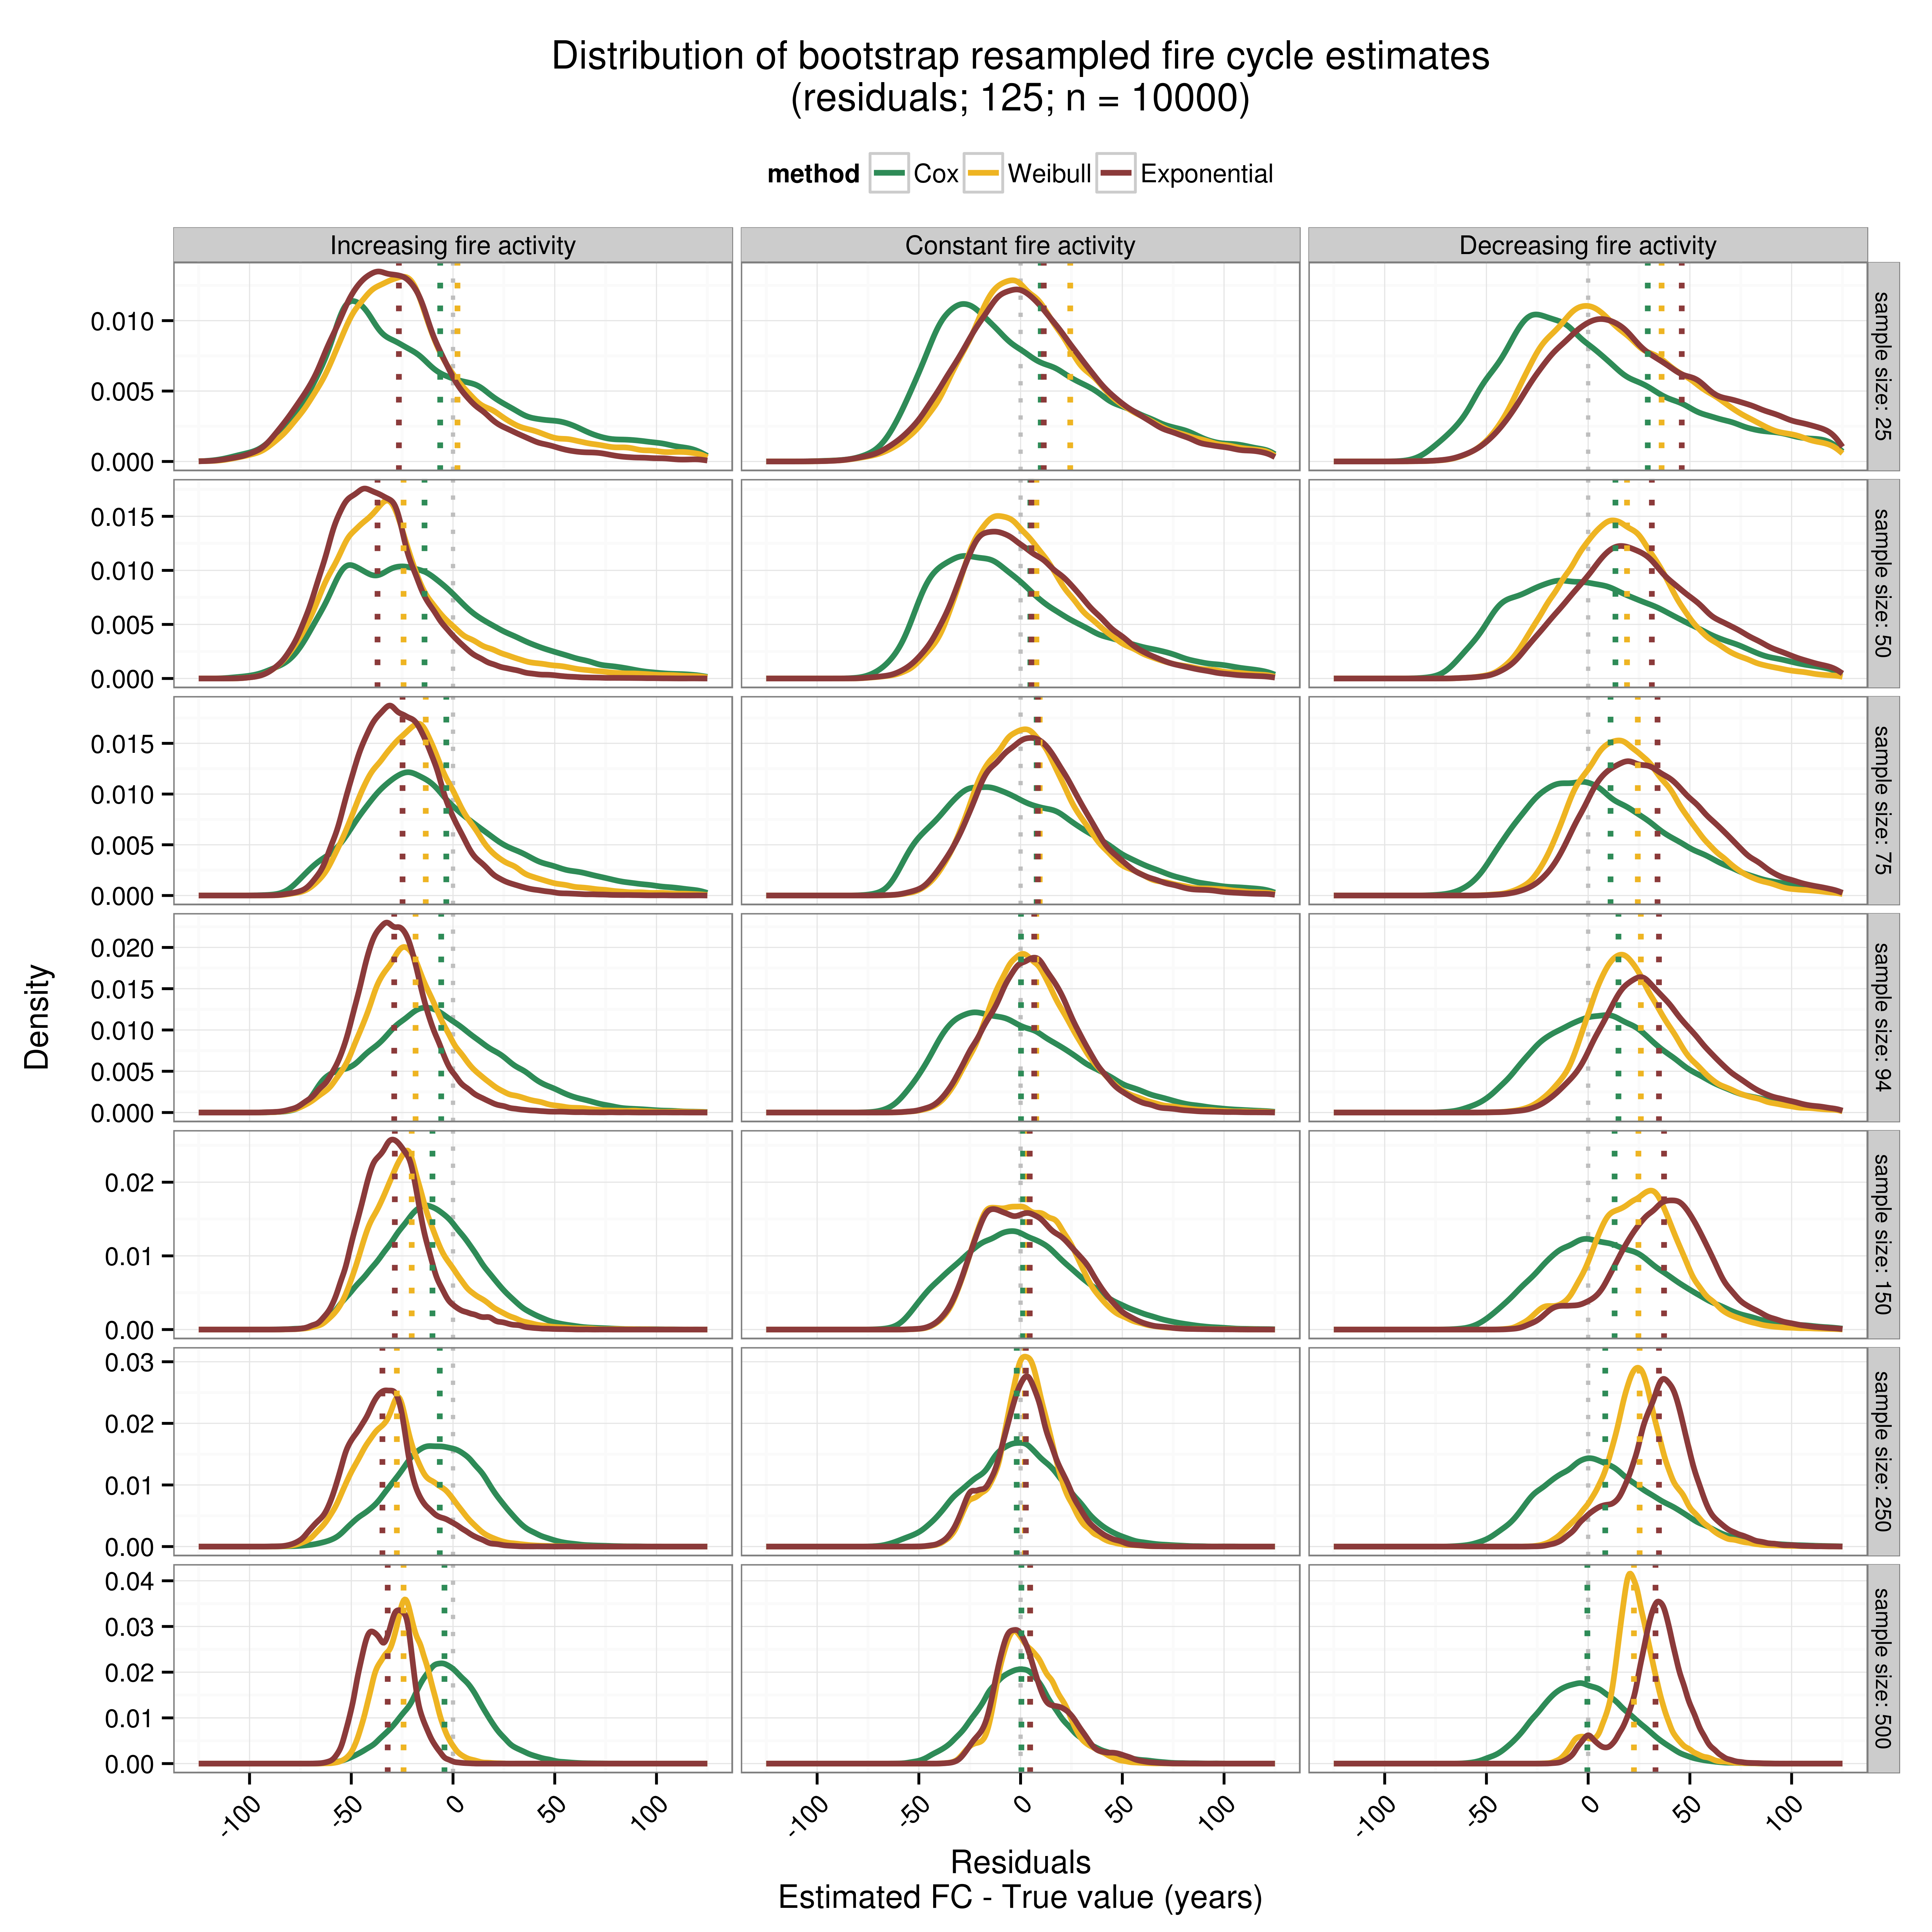 Distribution of bootstrap resampled fire cycle estimates
(residuals; 125; n = 10000)
method Cox Weibull Exponential
Increasing fire activity Constant fire activity Decreasing fire activity
0.010
0.005
0.000
sample size: 25
0.015
0.010
0.005
0.000
sample size: 50
0.015
0.010
0.005
0.000
sample size: 75
0.020
0.015
0.010
0.005
0.000
sample size: 94
0.02
0.01
0.00
sample size: 150
0.03
0.02
0.01
0.00
sample size: 250
0.04
0.03
0.02
0.01
0.00
sample size: 500
Density
-100 -50 0 50 100 -100 -50 0 50 100 -100 -50 0 50 100
Residuals
Estimated FC - True value (years)